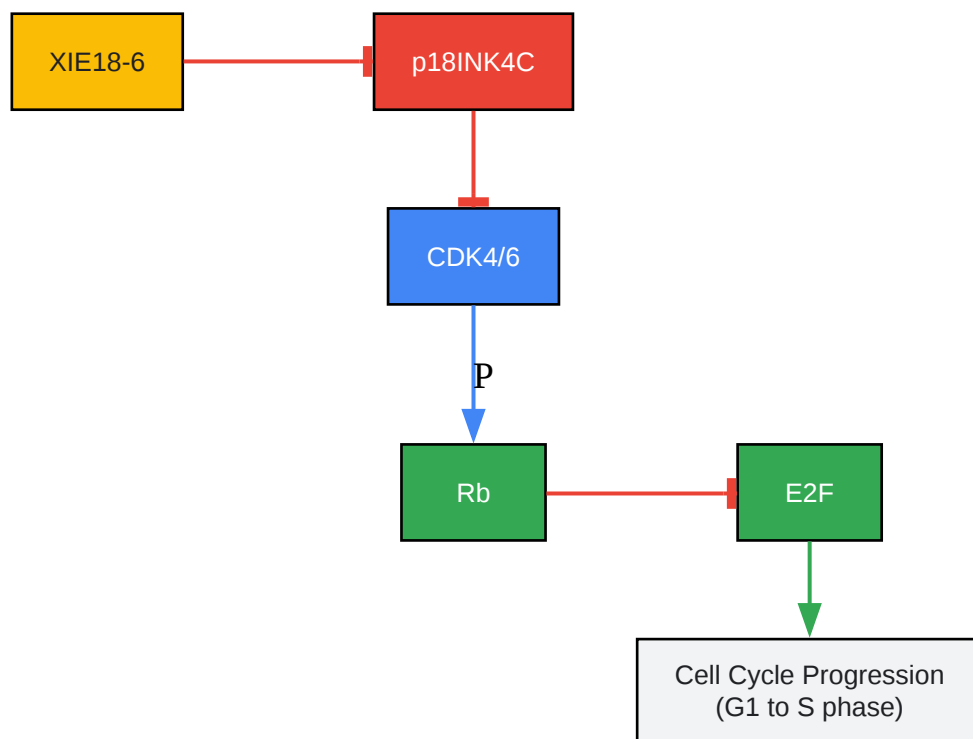 XIE18-6
p18INK4C
CDK4/6
P
Rb
E2F
Cell Cycle Progression
(G1 to S phase)